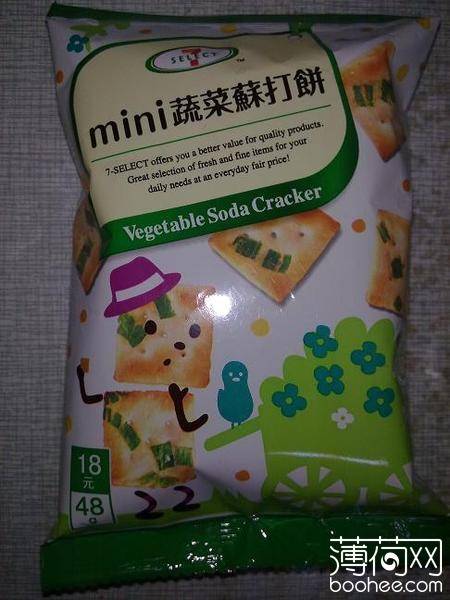 7
SELECT
TM
mini蔬菜蘇打餅
7-SELECT offers you a better value for quality products.
Great selection of fresh and fine items for your
daily needs at an everyday fair price!
Vegetable Soda Cracker
18
元
48
g
薄荷网
boohee.com